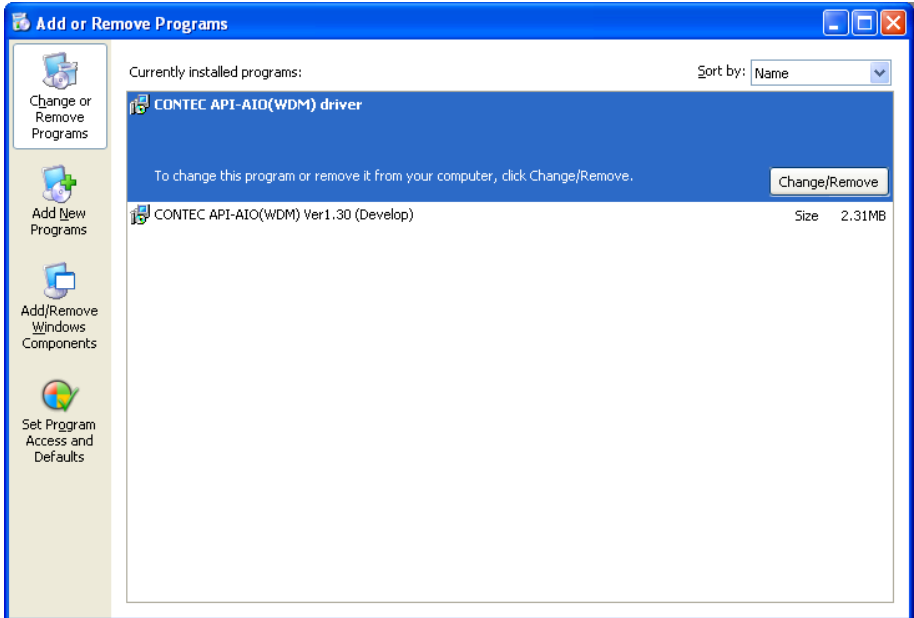 Add or Remove Programs
Change or
Remove
Programs
Add New
Programs
Add/Remove
Windows
Components
Set Program
Access and
Defaults
Currently installed programs:
Sort by: Name
CONTEC API-AIO(WDM) driver
To change this program or remove it from your computer, click Change/Remove.
Change/Remove
CONTEC API-AIO(WDM) Ver1.30 (Develop) Size 2.31MB